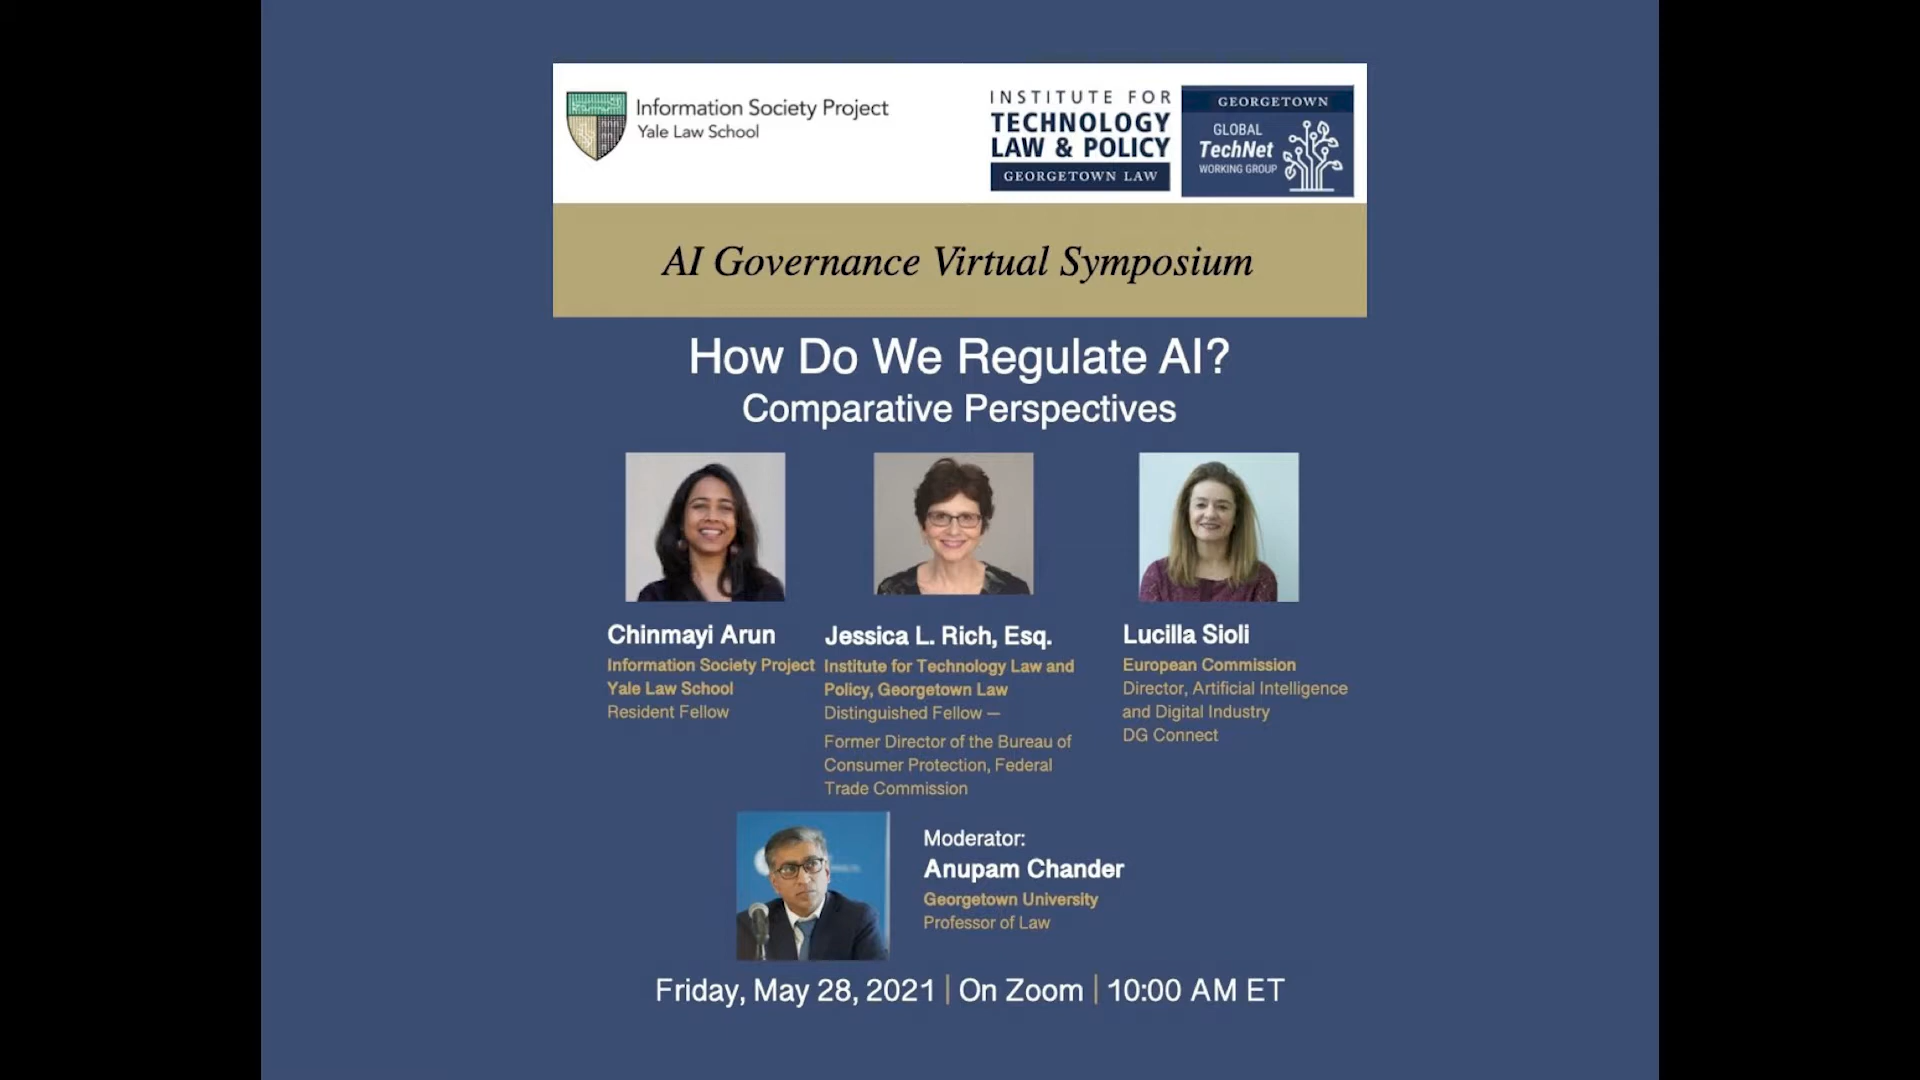 Information Society Project
Yale Law School
INSTITUTE FOR
TECHNOLOGY
LAW & POLICY
GEORGETOWN LAW
GEORGETOWN
GLOBAL
TechNet
WORKING GROUP
AI Governance Virtual Symposium
How Do We Regulate AI?
Comparative Perspectives
Chinmayi Arun
Information Society Project
Yale Law School
Resident Fellow
Jessica L. Rich, Esq.
Institute for Technology Law and
Policy, Georgetown Law
Distinguished Fellow —
Former Director of the Bureau of
Consumer Protection, Federal
Trade Commission
Lucilla Sioli
European Commission
Director, Artificial Intelligence
and Digital Industry
DG Connect
Moderator:
Anupam Chander
Georgetown University
Professor of Law
Friday, May 28, 2021 | On Zoom | 10:00 AM ET